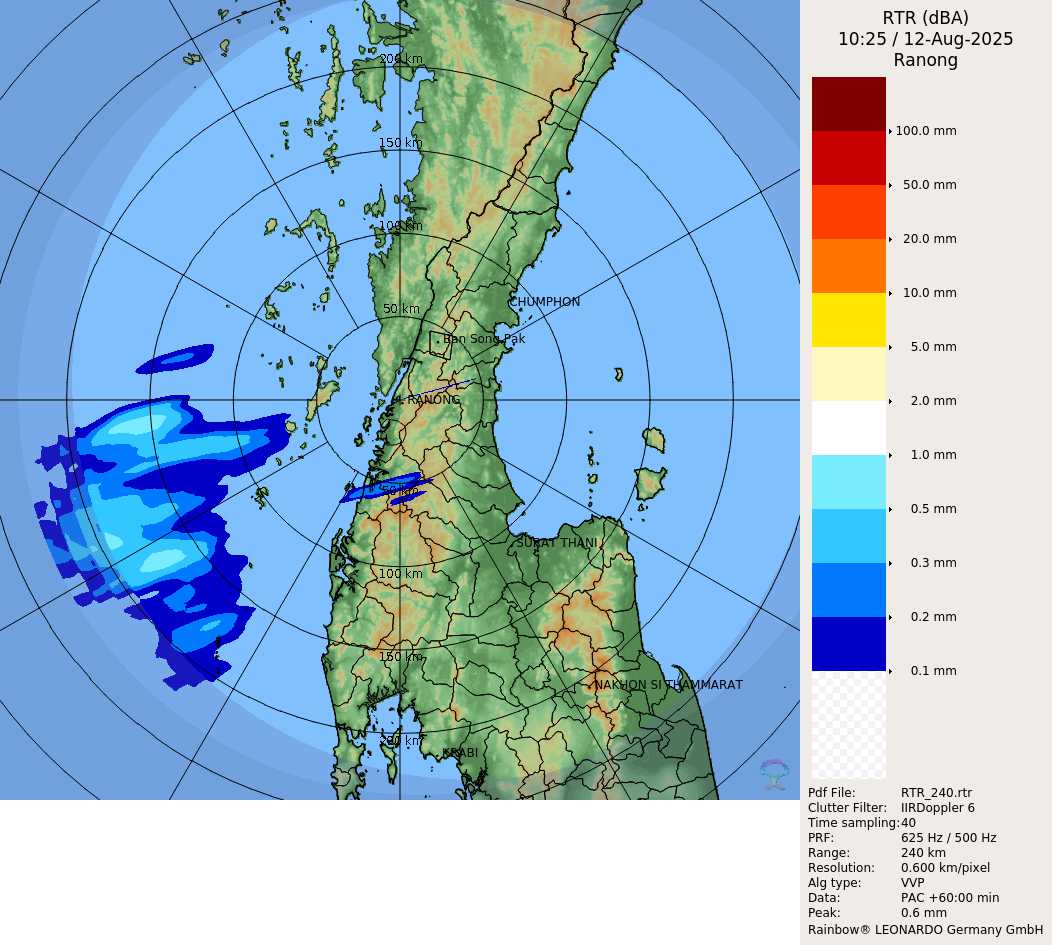 RTR (dBA)
10:25 / 12-Aug-2025
Ranong
100.0 mm
50.0 mm
20.0 mm
10.0 mm
5.0 mm
2.0 mm
1.0 mm
0.5 mm
0.3 mm
0.2 mm
0.1 mm
200 km
150 km
100 km
50 km
CHUMPHON
Ban Song Pak
RANONG
50 km
SURAT THANI
100 km
150 km
NAKHON SI THAMMARAT
200 km
KRABI
Pdf File: RTR_240.rtr
Clutter Filter: IIRDoppler 6
Time sampling:40
PRF: 625 Hz / 500 Hz
Range: 240 km
Resolution: 0.600 km/pixel
Alg type: VVP
Data: PAC +60:00 min
Peak: 0.6 mm
Rainbow® LEONARDO Germany GmbH